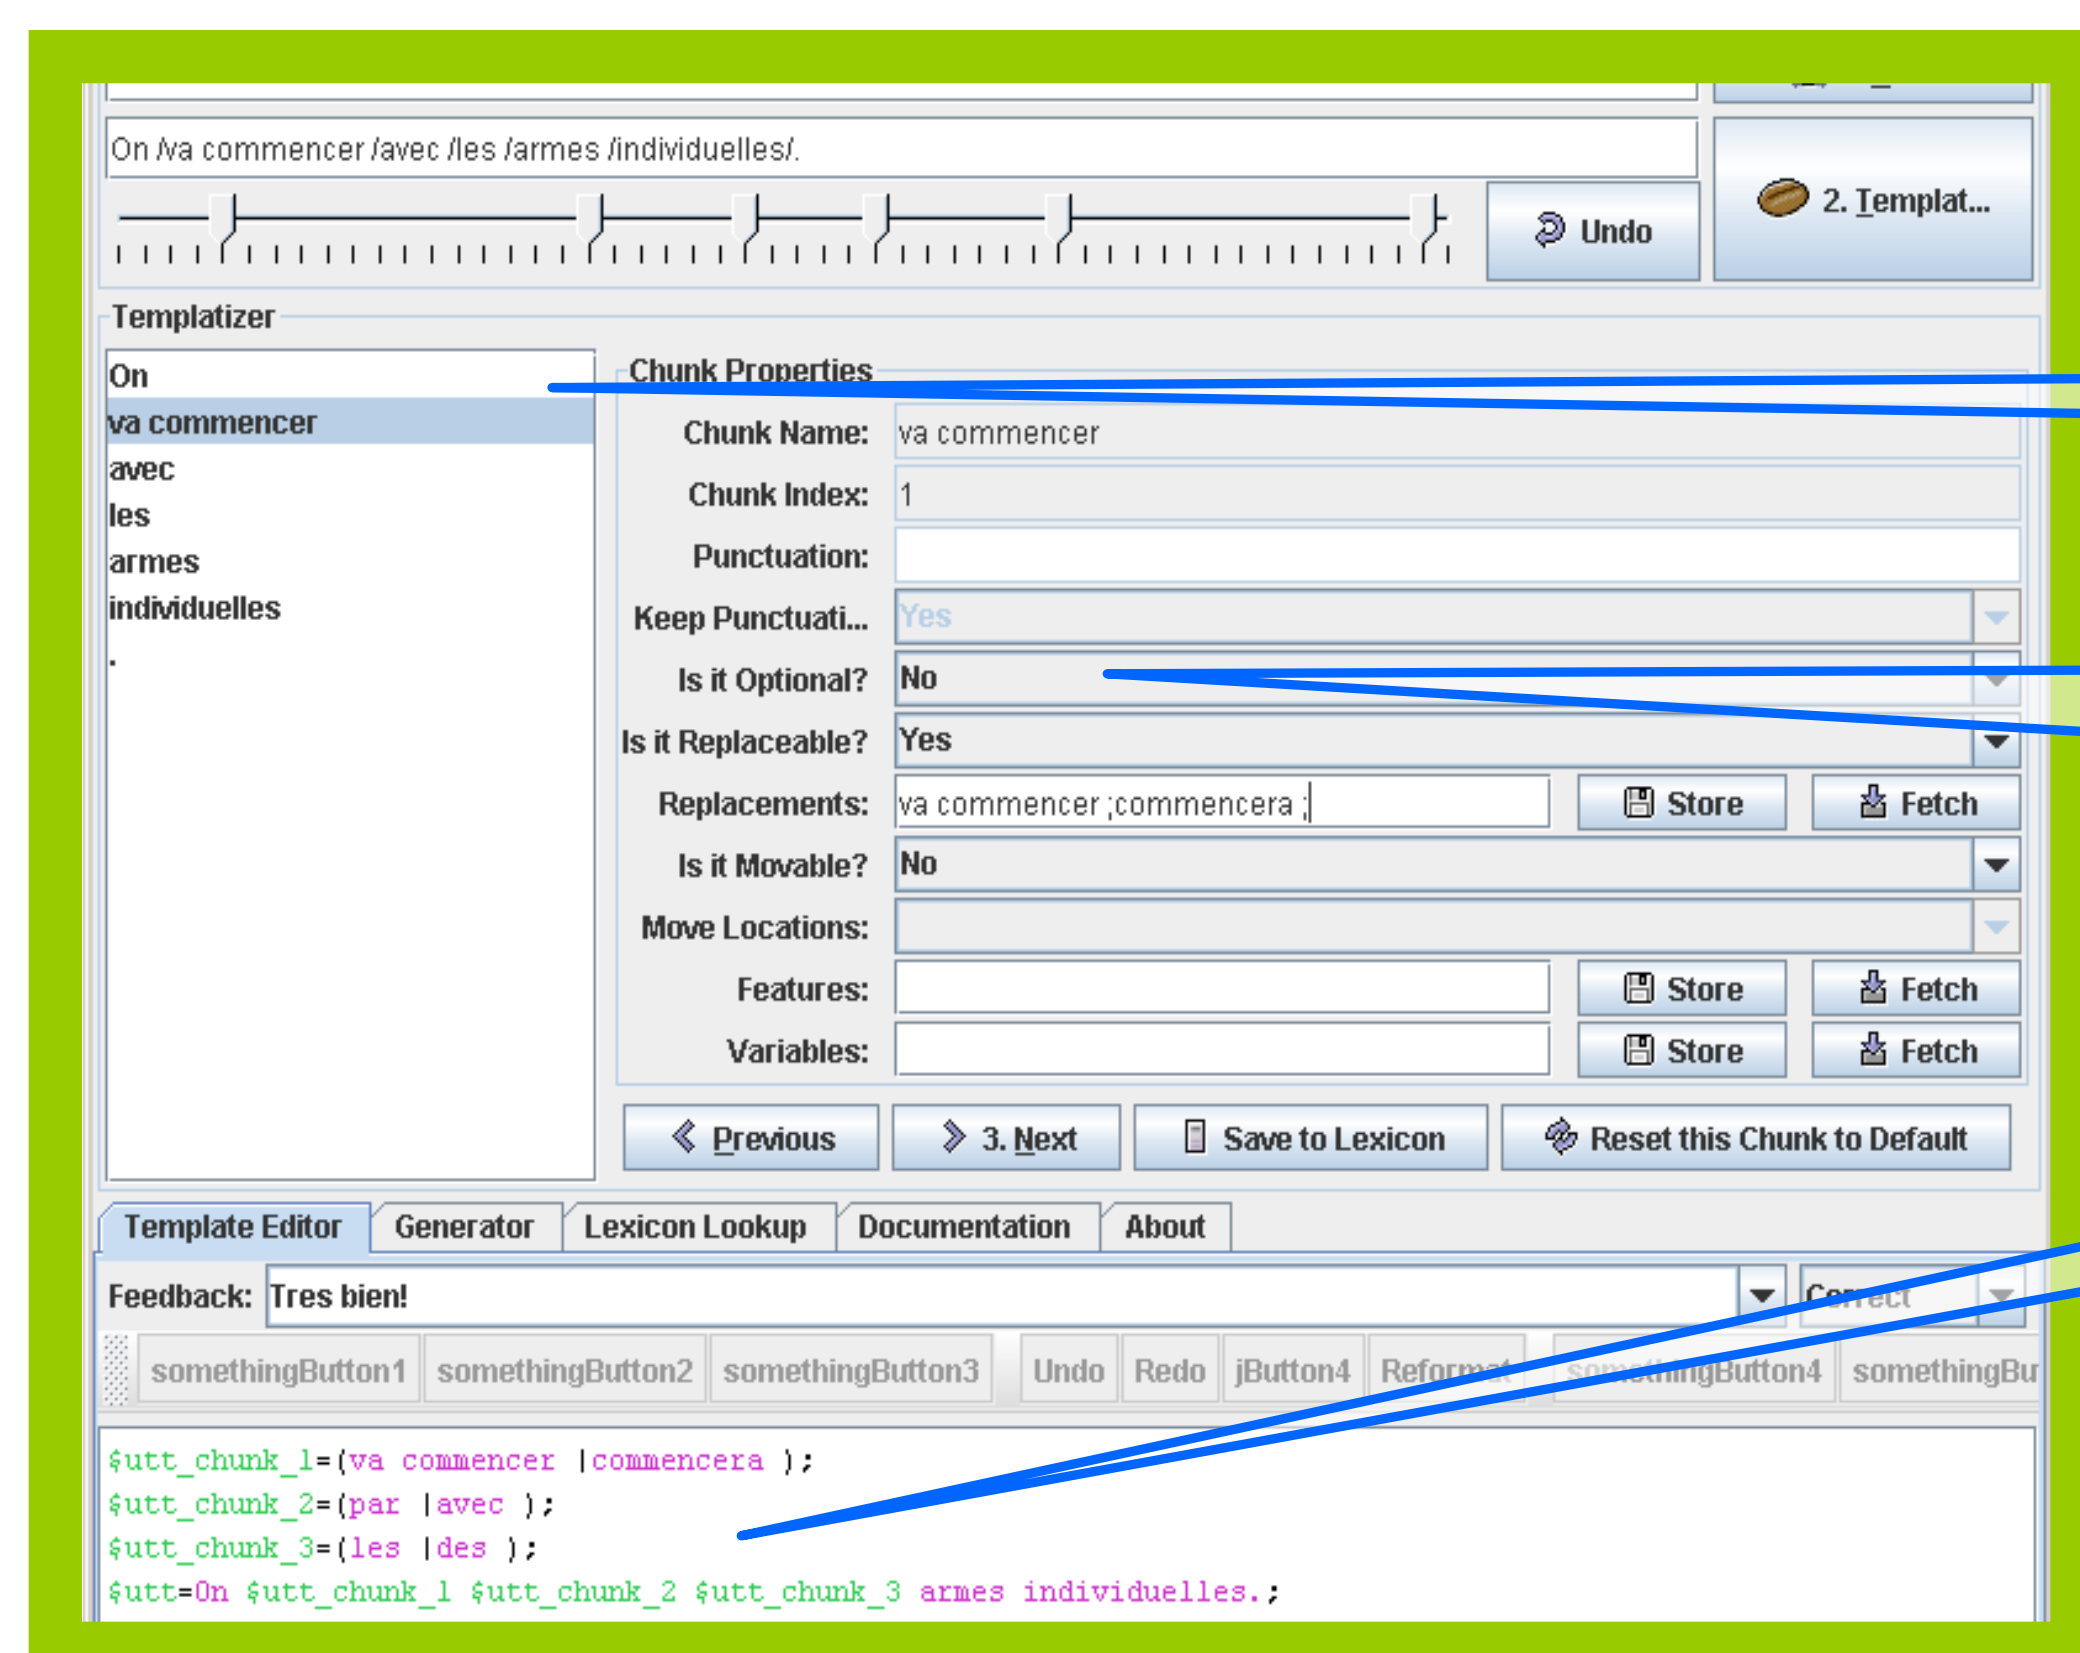 On /va commencer /avec /les /armes /individuelles/.
Undo
2. Templat...
Templatizer
On
va commencer
avec
les
armes
individuelles
.
Chunk Properties
Chunk Name: va commencer
Chunk Index: 1
Punctuation:
Keep Punctuati... Yes
Is it Optional? No
Is it Replaceable? Yes
Replacements: va commencer ;commencera ; Store Fetch
Is it Movable? No
Move Locations:
Features: Store Fetch
Variables: Store Fetch
Previous 3. Next Save to Lexicon Reset this Chunk to Default
Template Editor Generator Lexicon Lookup Documentation About
Feedback: Tres bien! Correct
somethingButton1 somethingButton2 somethingButton3 Undo Redo jButton4 Reformat somethingButton4 somethingBu
$utt_chunk_1=(va commencer |commencera );
$utt_chunk_2=(par |avec );
$utt_chunk_3=(les |des );
$utt=On $utt_chunk_1 $utt_chunk_2 $utt_chunk_3 armes individuelles.;